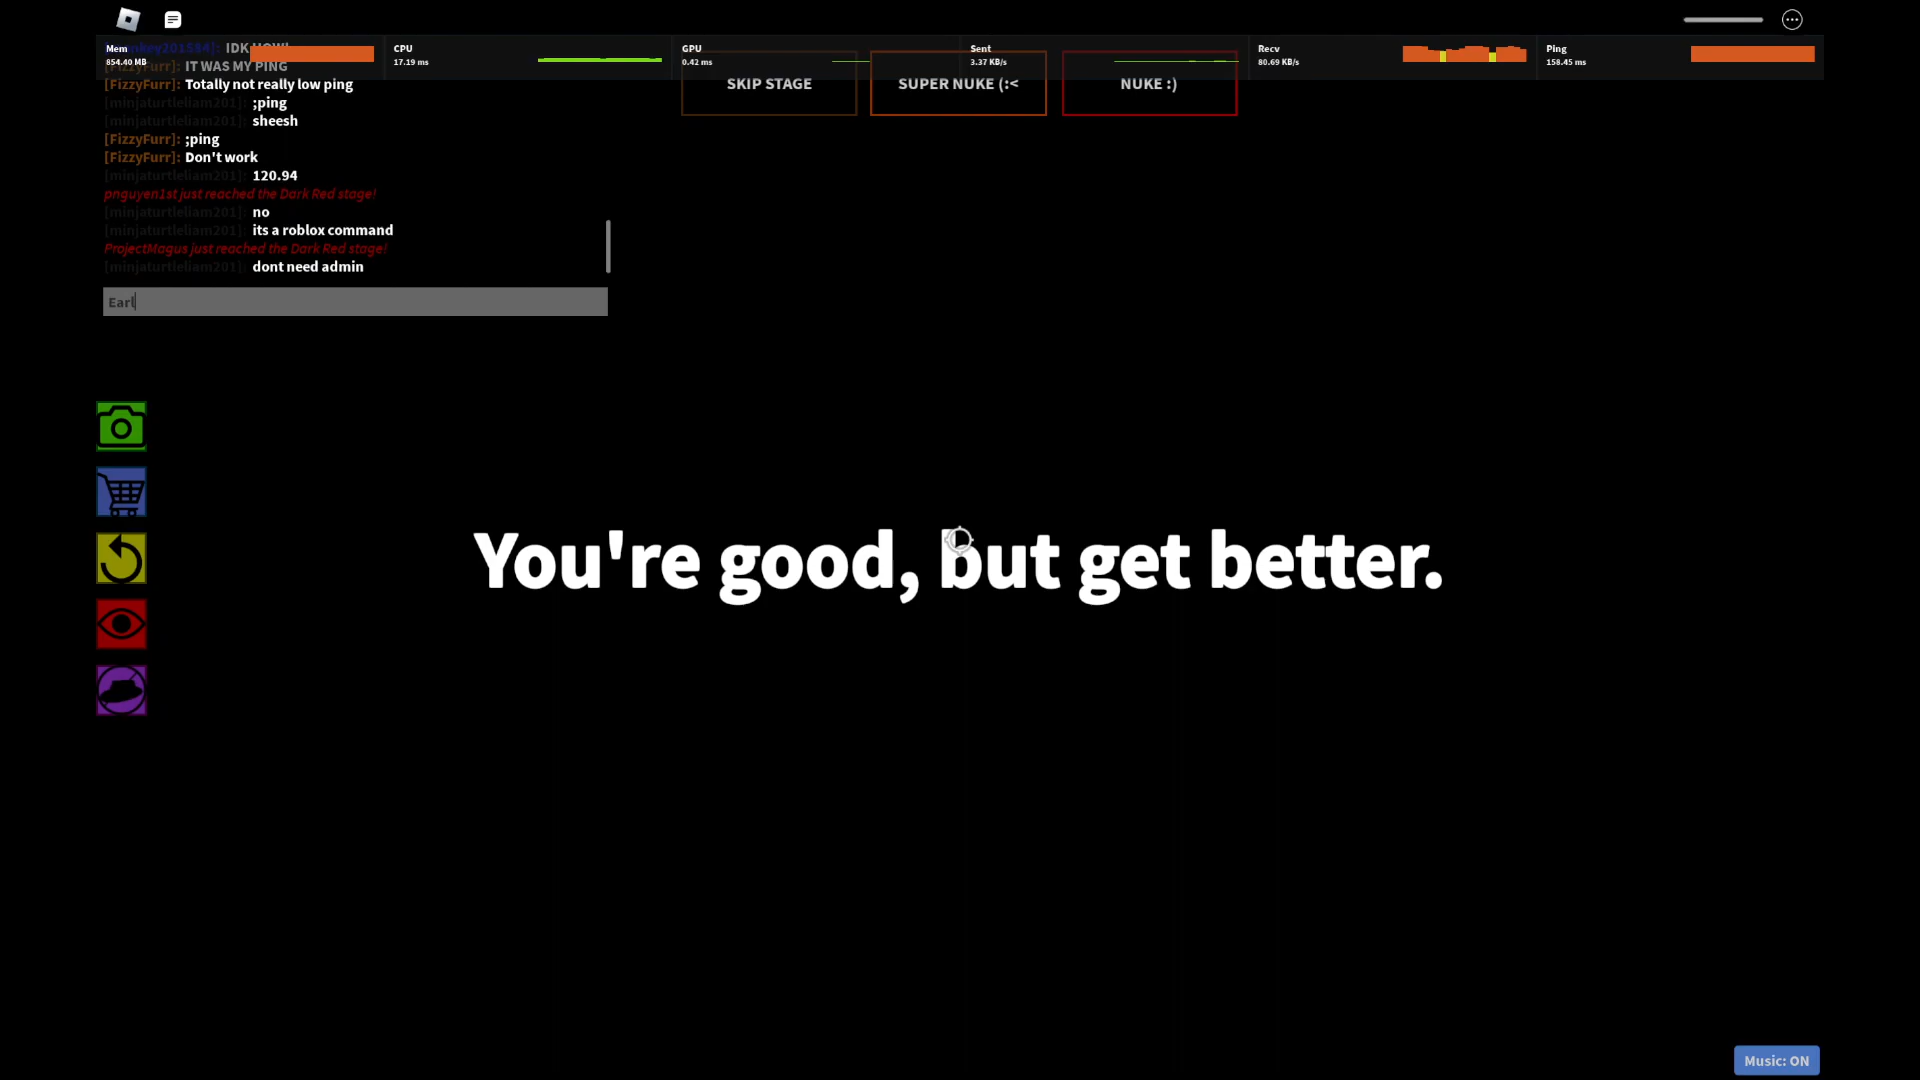 Mem
854.40 MB
CPU
17.19 ms
GPU
0.42 ms
Sent
3.37 KB/s
Recv
80.69 KB/s
Ping
158.45 ms
IDK HOW!
[FizzyFurr]: IT WAS MY PING
[FizzyFurr]: Totally not really low ping
[minjaturtleliam201]: ;ping
[minjaturtleliam201]: sheesh
[FizzyFurr]: ;ping
[FizzyFurr]: Don't work
[minjaturtleliam201]: 120.94
pnguyen1st just reached the Dark Red stage!
[minjaturtleliam201]: no
[minjaturtleliam201]: its a roblox command
ProjectMagus just reached the Dark Red stage!
[minjaturtleliam201]: dont need admin
Earl
SKIP STAGE
SUPER NUKE (:<
NUKE :)
You're good, but get better.
Music: ON